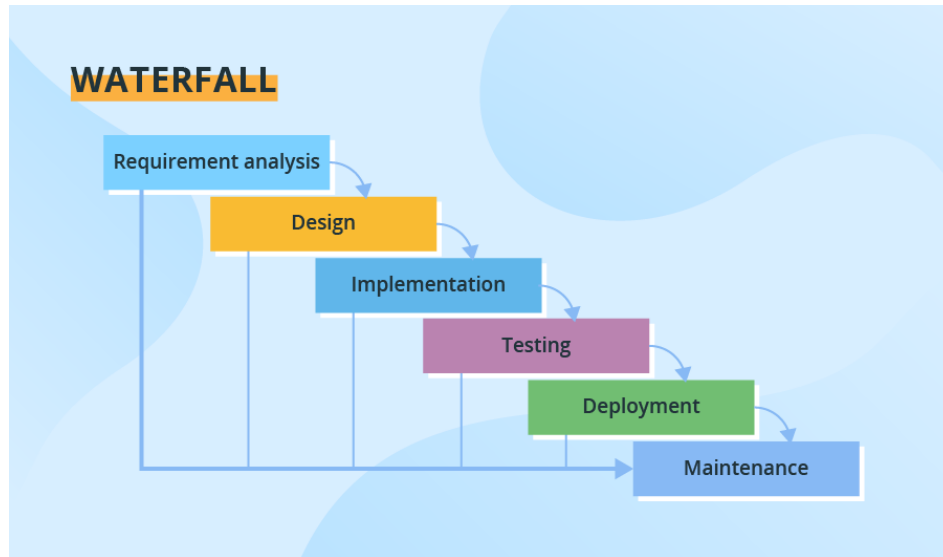 WATERFALL
Requirement analysis
Design
Implementation
Testing
Deployment
Maintenance